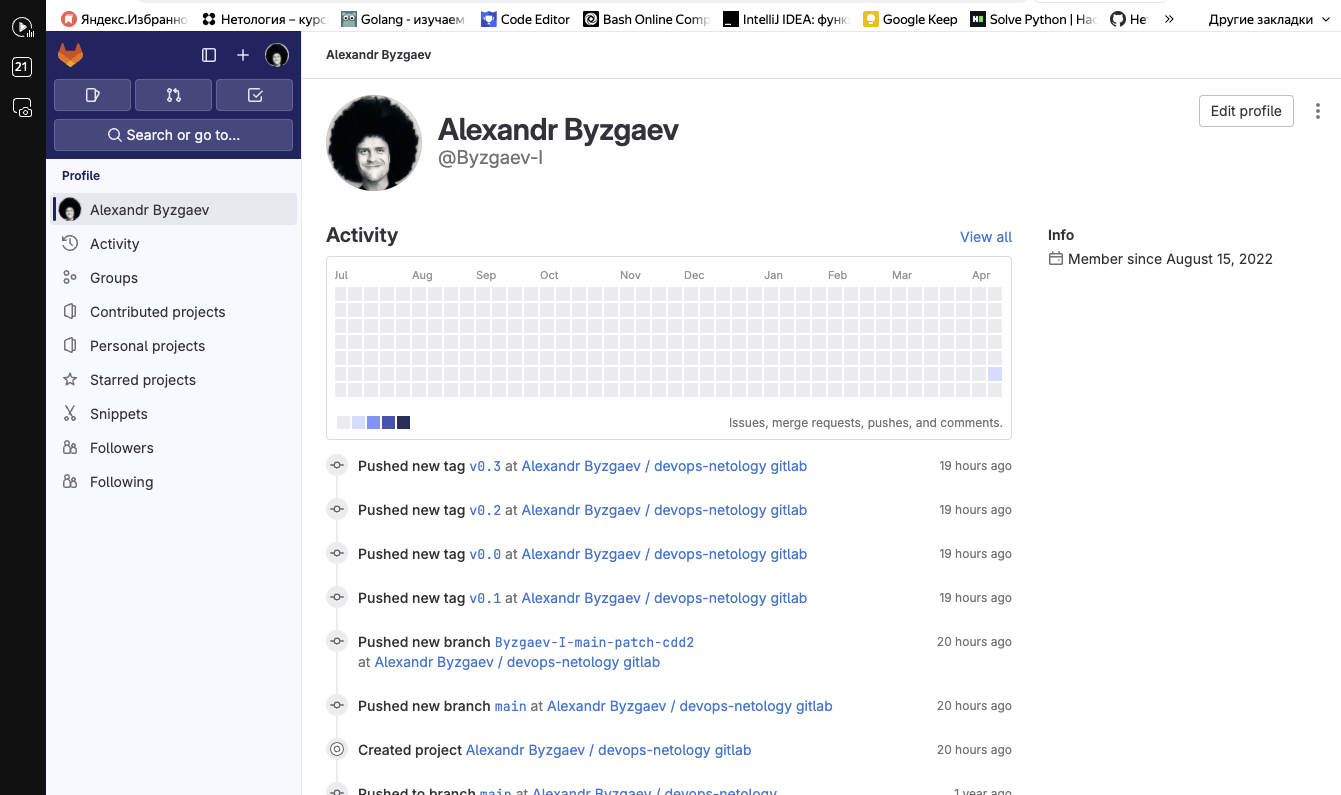 Яндекс.Избранно
Нетология – курс
Golang - изучаем
Code Editor
Bash Online Comp
IntelliJ IDEA: функ
Google Keep
Solve Python | Hac
Не
»
Другие закладки
21
Alexandr Byzgaev
Search or go to...
Profile
Alexandr Byzgaev
Activity
Groups
Contributed projects
Personal projects
Starred projects
Snippets
Followers
Following
Alexandr Byzgaev
@Byzgaev-I
Edit profile
Activity
View all
Jul Aug Sep Oct Nov Dec Jan Feb Mar Apr
Issues, merge requests, pushes, and comments.
Info
Member since August 15, 2022
Pushed new tag v0.3 at Alexandr Byzgaev / devops-netology gitlab 19 hours ago
Pushed new tag v0.2 at Alexandr Byzgaev / devops-netology gitlab 19 hours ago
Pushed new tag v0.0 at Alexandr Byzgaev / devops-netology gitlab 19 hours ago
Pushed new tag v0.1 at Alexandr Byzgaev / devops-netology gitlab 19 hours ago
Pushed new branch Byzgaev-I-main-patch-cdd2 20 hours ago
at Alexandr Byzgaev / devops-netology gitlab
Pushed new branch main at Alexandr Byzgaev / devops-netology gitlab 20 hours ago
Created project Alexandr Byzgaev / devops-netology gitlab 20 hours ago
Pushed to branch main at Alexandr Byzgaev / devops-netology 1 year ago